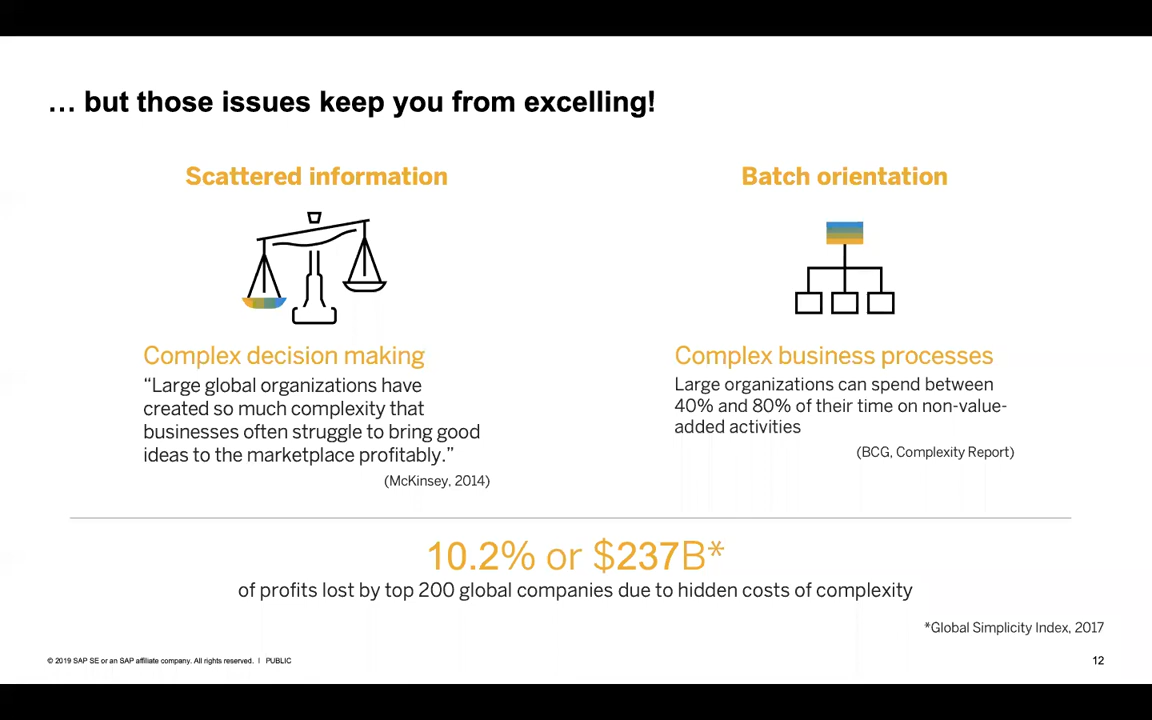 … but those issues keep you from excelling!
Scattered information
Complex decision making
“Large global organizations have
created so much complexity that
businesses often struggle to bring good
ideas to the marketplace profitably.”
(McKinsey, 2014)
Batch orientation
Complex business processes
Large organizations can spend between
40% and 80% of their time on non-value-
added activities
(BCG, Complexity Report)
10.2% or $237B*
of profits lost by top 200 global companies due to hidden costs of complexity
*Global Simplicity Index, 2017
© 2019 SAP SE or an SAP affiliate company. All rights reserved. | PUBLIC
12